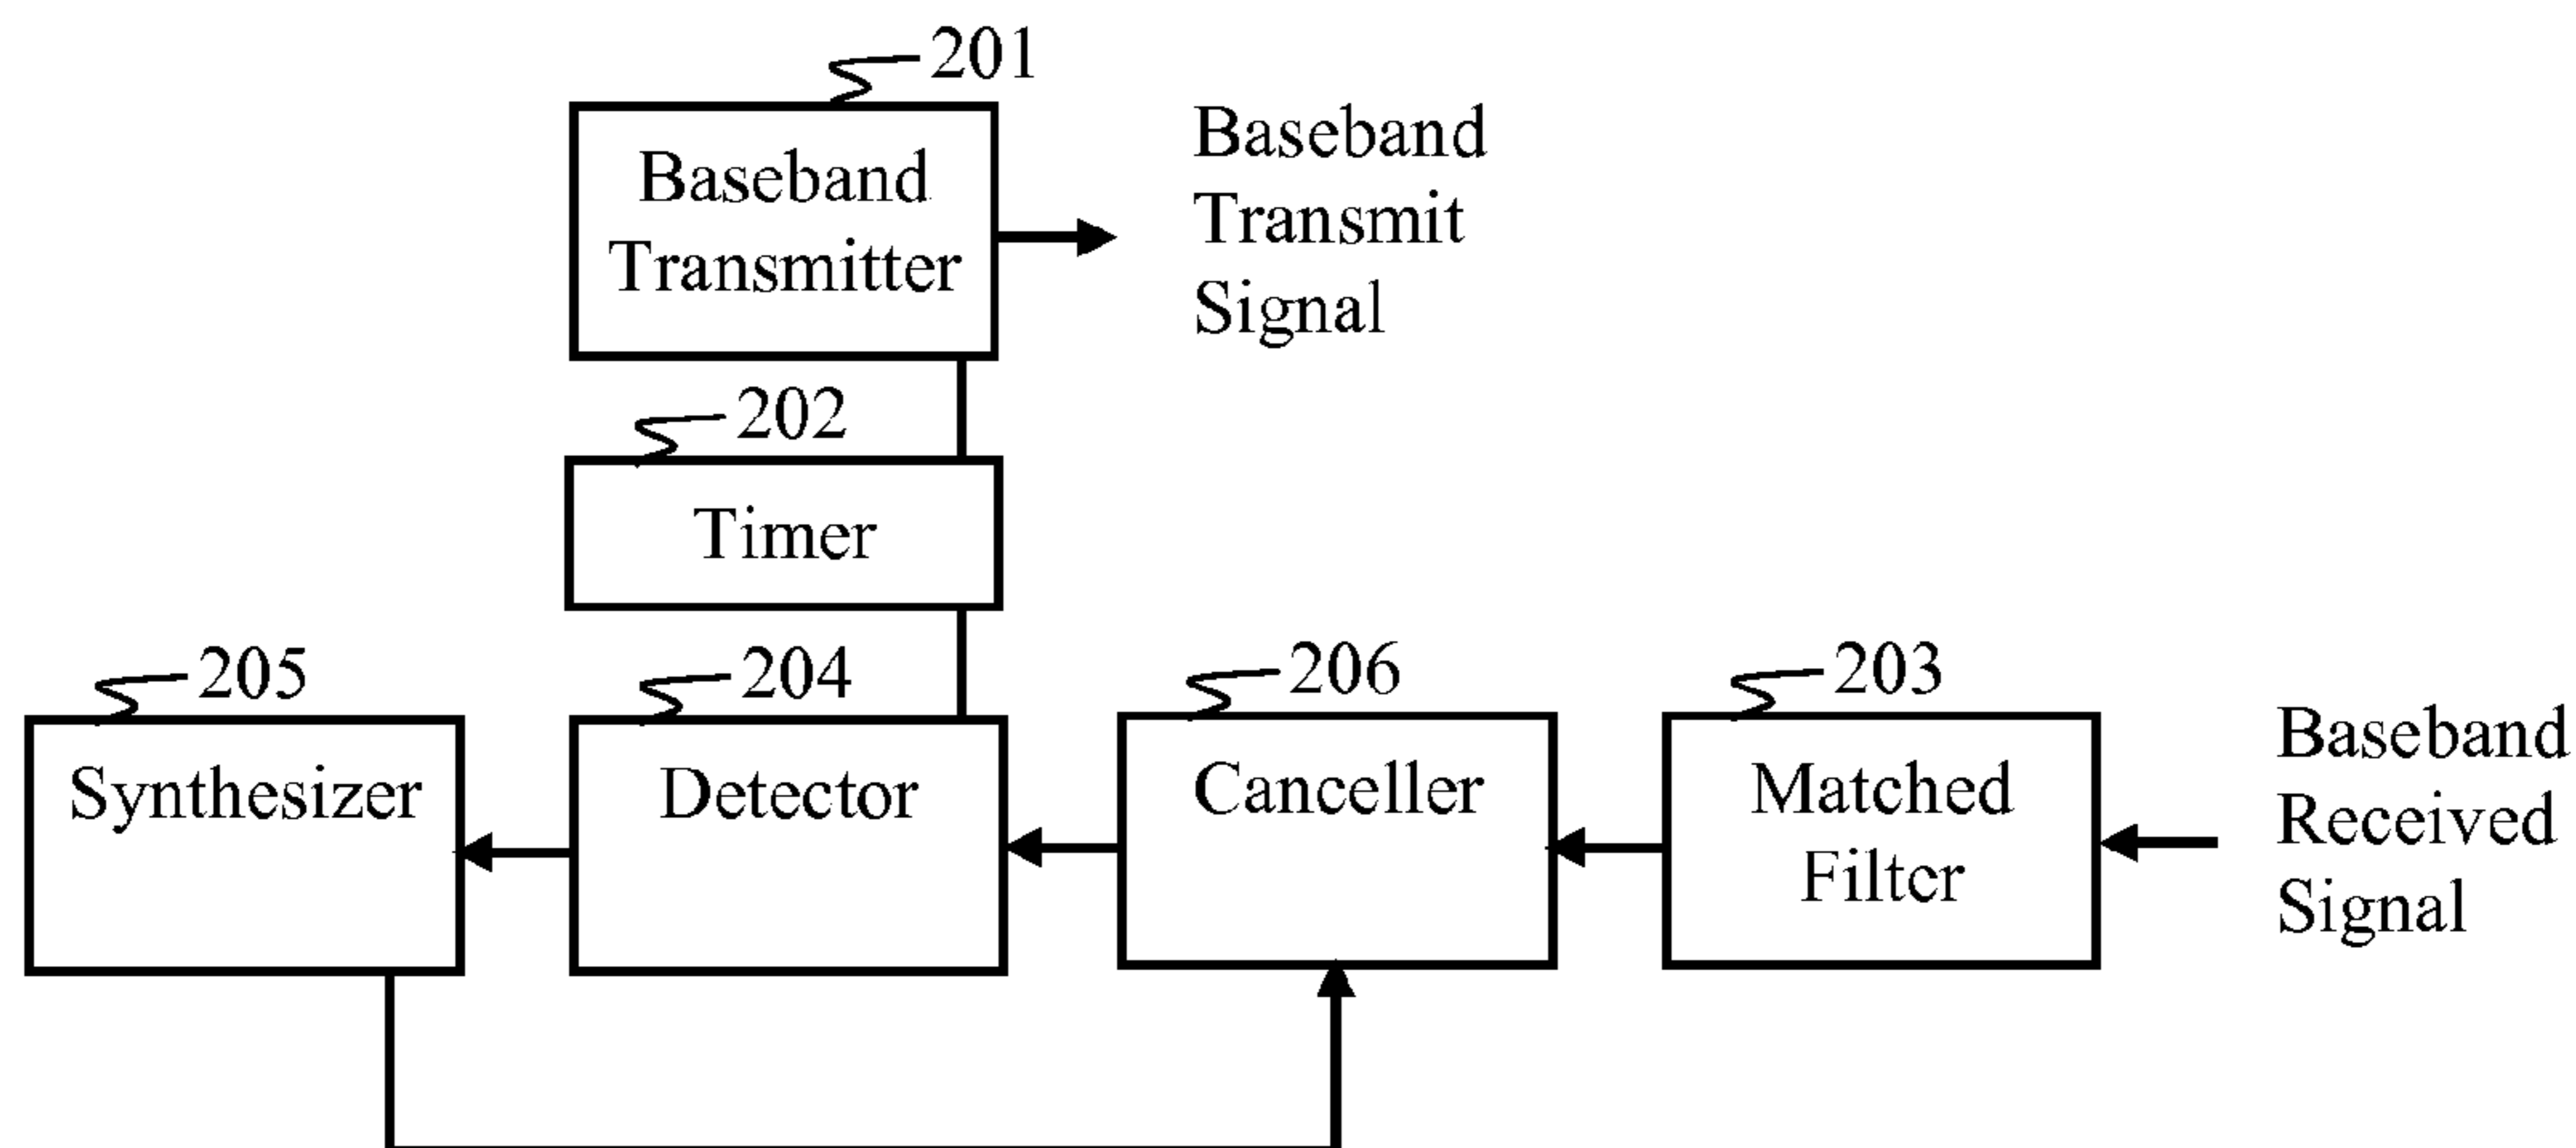 201
Baseband
Transmitter
Baseband
Transmit
Signal
202
Timer
205
Synthesizer
204
Detector
206
Canceller
203
Matched
Filter
Baseband
Received
Signal